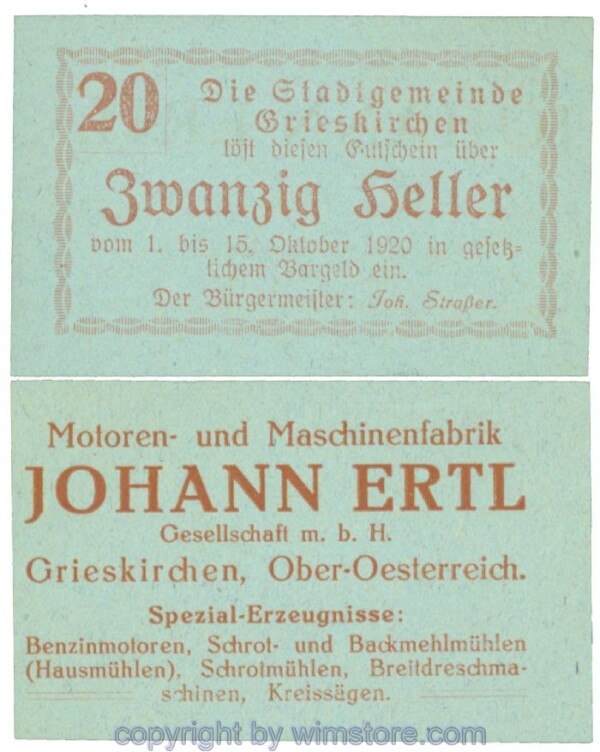 20
Die Stadtgemeinde
Grieskirchen
löst diesen Gutschein über
Zwanzig Heller
vom 1. bis 15. Oktober 1920 in gesetz-
lichem Bargeld ein.
Der Bürgermeister: Joh. Straßer.
Motoren- und Maschinenfabrik
JOHANN ERTL
Gesellschaft m. b. H.
Grieskirchen, Ober-Oesterreich.
Spezial-Erzeugnisse:
Benzinmotoren, Schrot- und Backmehlmühlen
(Hausmühlen), Schrotmühlen, Breitdreschma-
schinen, Kreissägen.
copyright by wimstore.com